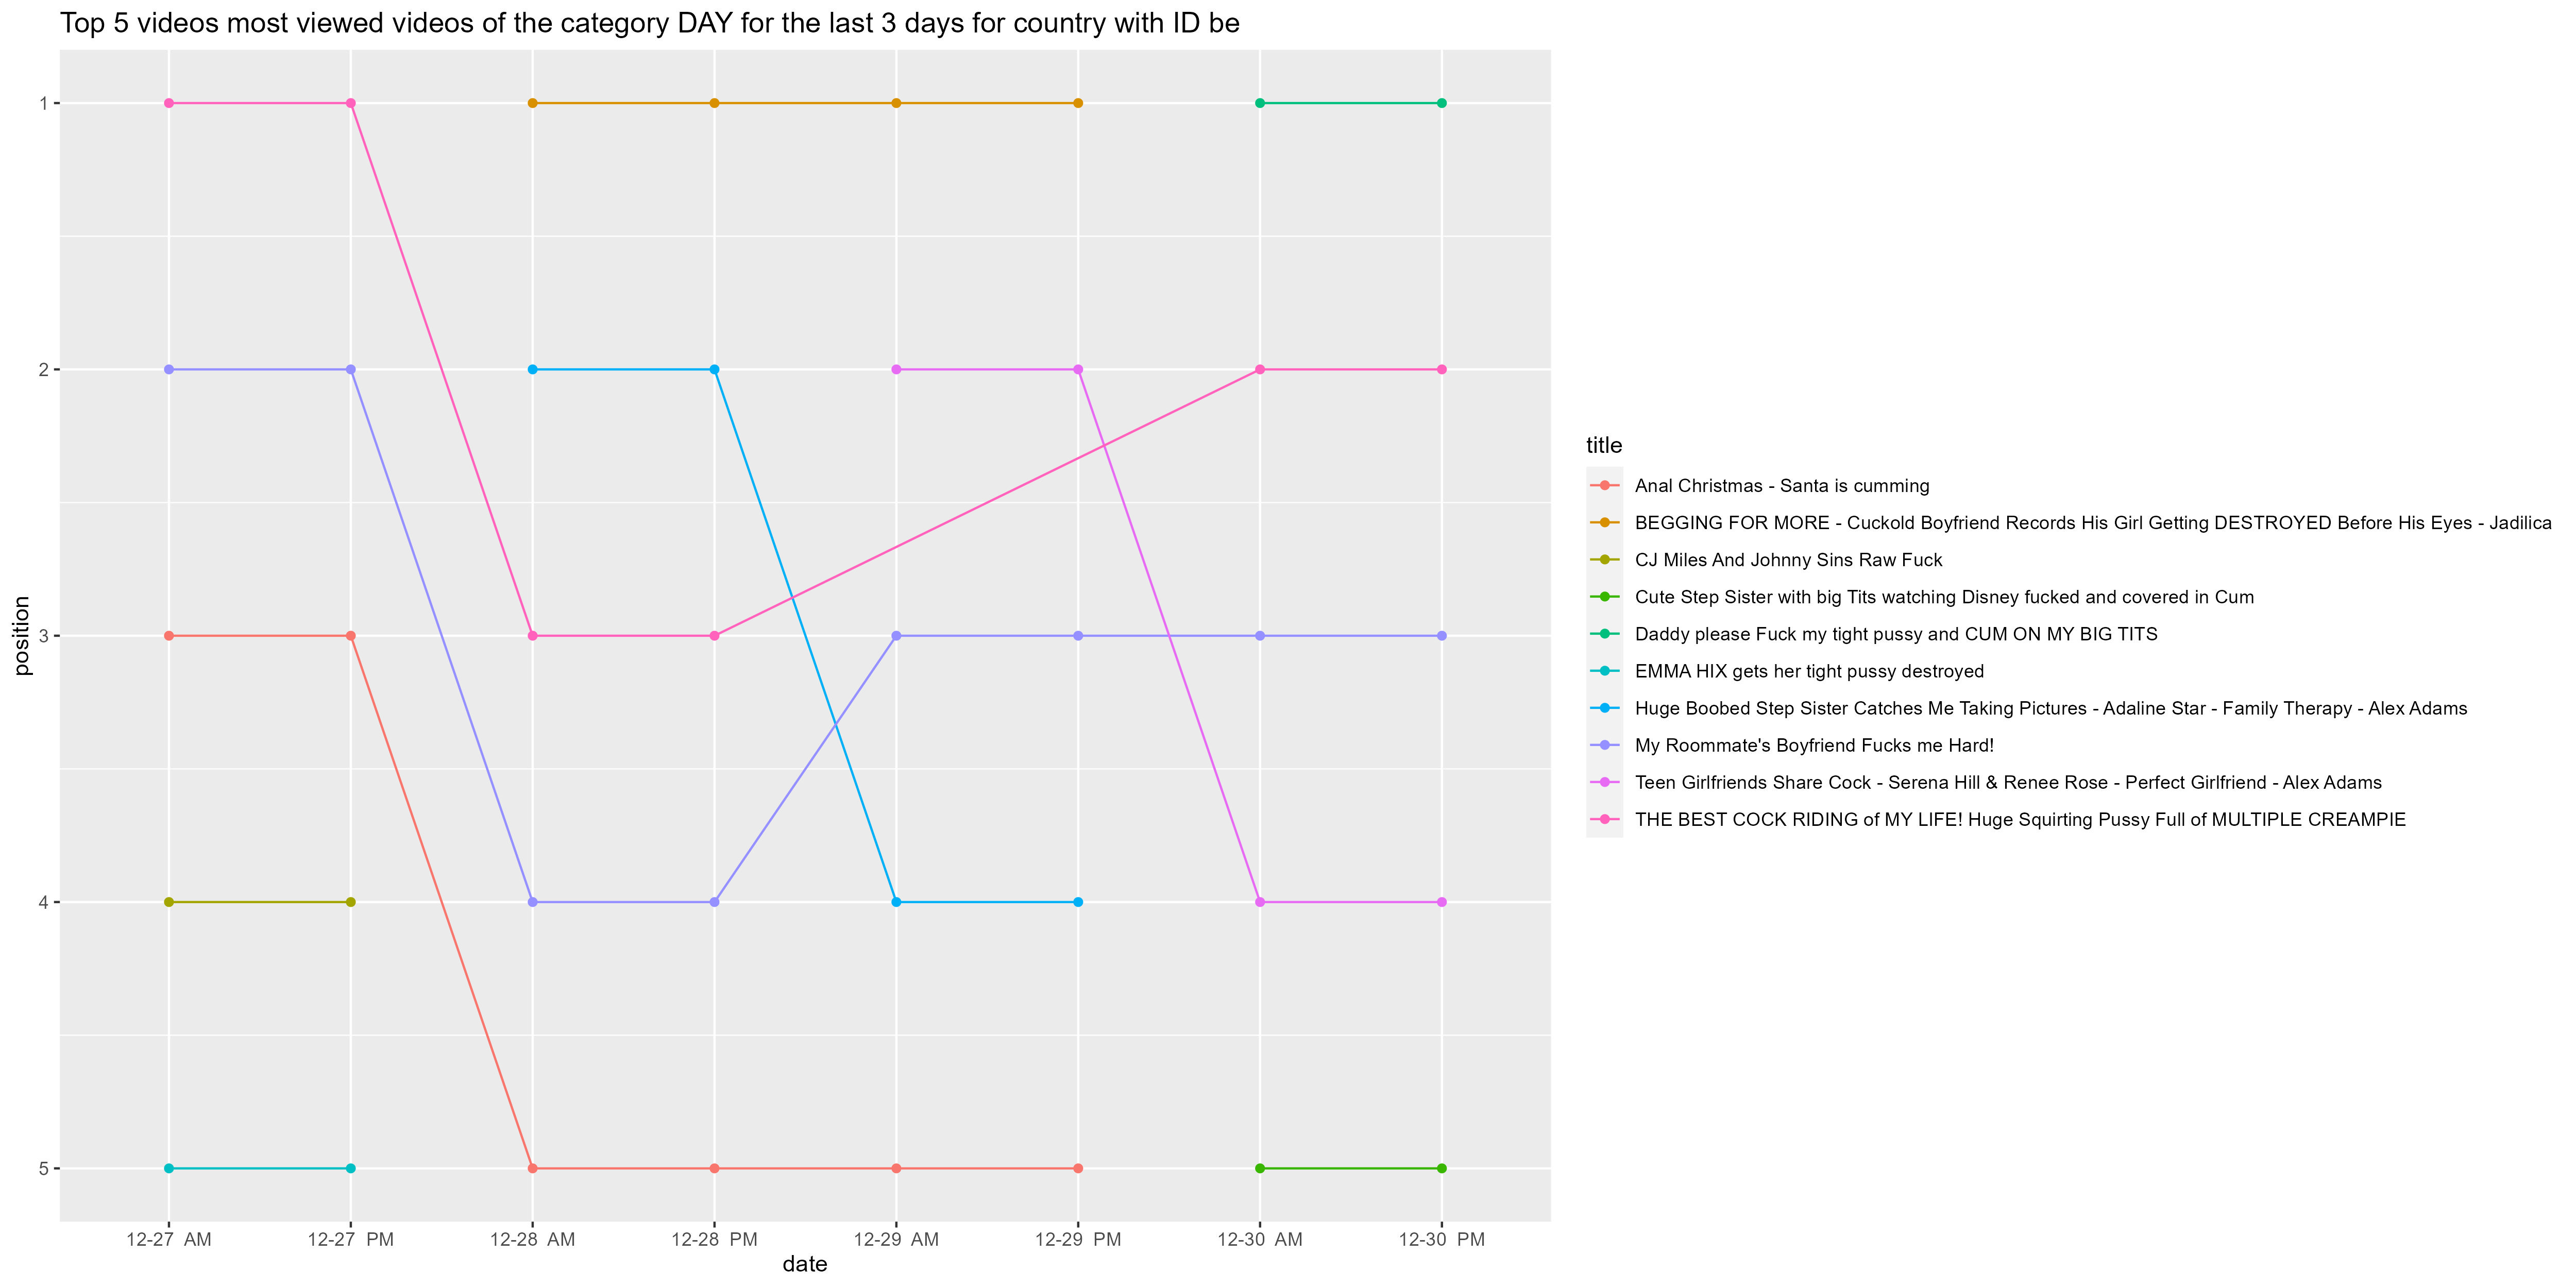 Top 5 videos most viewed videos of the category DAY for the last 3 days for country with ID be
position
1
2
3
4
5
12-27 AM
12-27 PM
12-28 AM
12-28 PM
12-29 AM
12-29 PM
12-30 AM
12-30 PM
date
title
Anal Christmas - Santa is cumming
BEGGING FOR MORE - Cuckold Boyfriend Records His Girl Getting DESTROYED Before His Eyes - Jadilica
CJ Miles And Johnny Sins Raw Fuck
Cute Step Sister with big Tits watching Disney fucked and covered in Cum
Daddy please Fuck my tight pussy and CUM ON MY BIG TITS
EMMA HIX gets her tight pussy destroyed
Huge Boobed Step Sister Catches Me Taking Pictures - Adaline Star - Family Therapy - Alex Adams
My Roommate's Boyfriend Fucks me Hard!
Teen Girlfriends Share Cock - Serena Hill & Renee Rose - Perfect Girlfriend - Alex Adams
THE BEST COCK RIDING of MY LIFE! Huge Squirting Pussy Full of MULTIPLE CREAMPIE